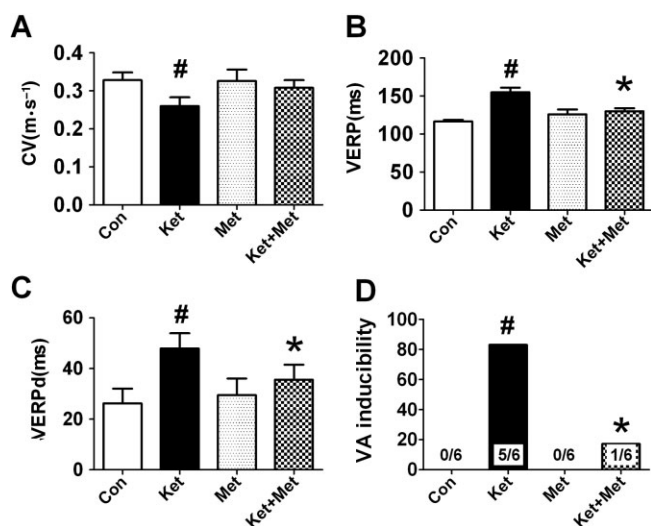 A
CV(m·s⁻¹)
0.4
0.3
0.2
0.1
0.0
#
Con
Ket
Met
Ket+Met
B
VERP(ms)
150
100
50
0
#
*
Con
Ket
Met
Ket+Met
C
VERPd(ms)
60
40
20
0
#
*
Con
Ket
Met
Ket+Met
D
VA inducibility
100
80
60
40
20
0
#
*
0/6
5/6
0/6
1/6
Con
Ket
Met
Ket+Met